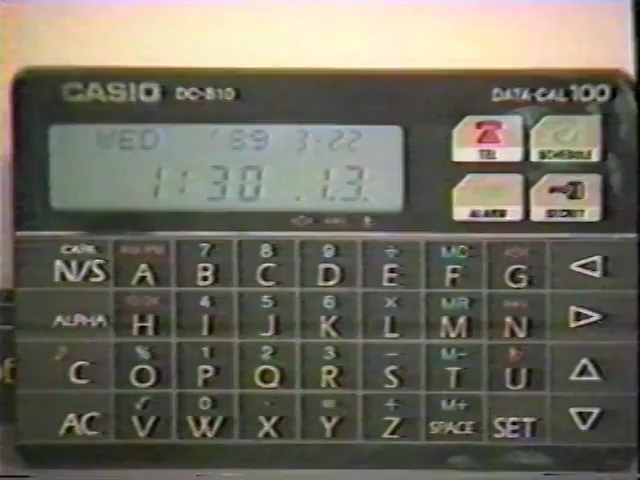 CASIO DC-810 DATA-CAL 100
WED '89 3-22
1:30 13
TEL SCHEDULE
ALARM SECRET
CAPA 7 8 9 ÷ MC
N/S A B C D E F G
4 5 6 × MR
ALPHA H I J K L M N
% 1 2 3 − M−
C O P Q R S T U
√ 0 · = + M+
AC V W X Y Z SPACE SET